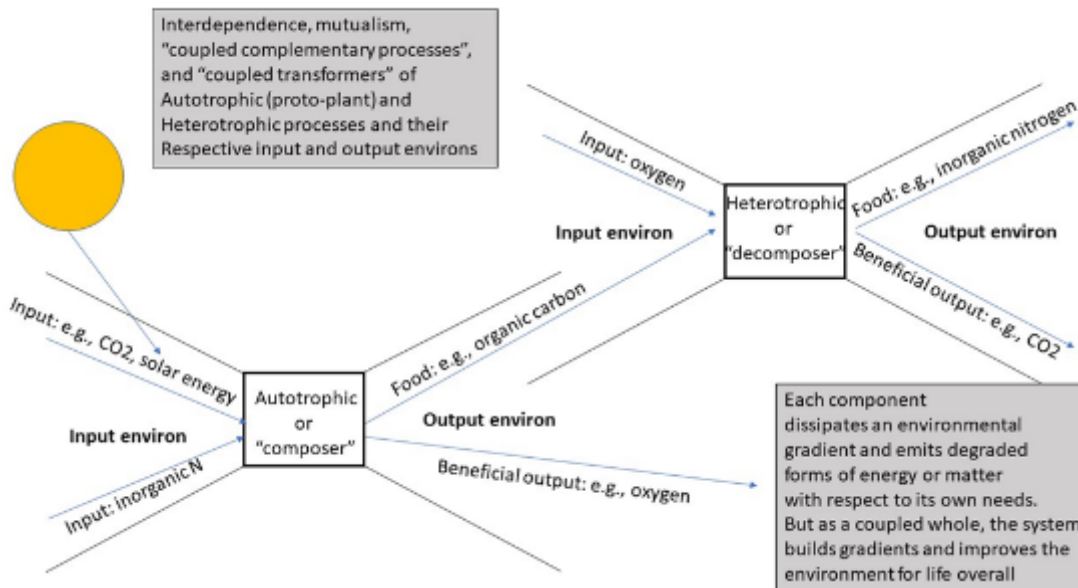 Interdependence, mutualism,
“coupled complementary processes”,
and “coupled transformers” of
Autotrophic (proto-plant) and
Heterotrophic processes and their
Respective input and output environs
Input: oxygen
Food: e.g., inorganic nitrogen
Heterotrophic
or
“decomposer”
Input environ
Output environ
Beneficial output: e.g., CO2
Input: e.g., CO2, solar energy
Food: e.g., organic carbon
Autotrophic
or
“composer”
Input environ
Output environ
Input: inorganic N
Beneficial output: e.g., oxygen
Each component
dissipates an environmental
gradient and emits degraded
forms of energy or matter
with respect to its own needs.
But as a coupled whole, the system
builds gradients and improves the
environment for life overall